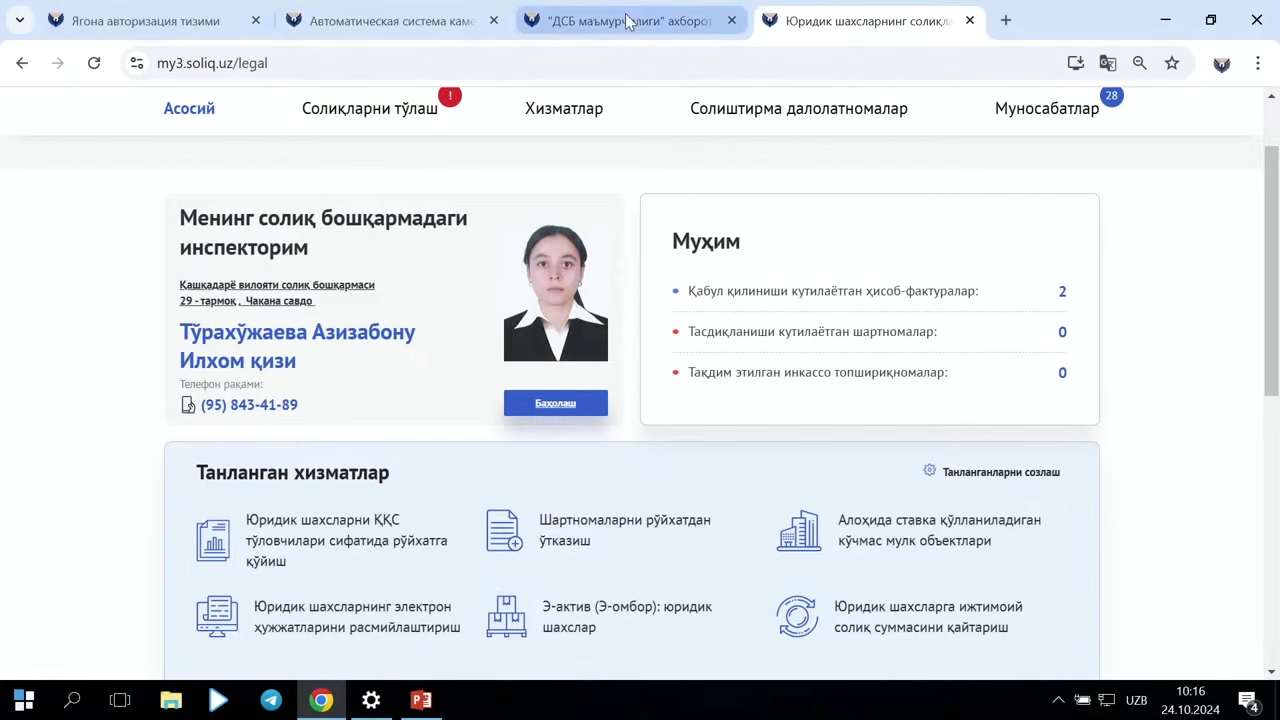 Ягона авторизация тизими
Автоматическая система каме
"ДСБ маъмурчилиги" ахборот
Юридик шахсларнинг солиқла
my3.soliq.uz/legal
Асосий
Солиқларни тўлаш
!
Хизматлар
Солиштирма далолатномалар
Муносабатлар
28
Менинг солиқ бошқармадаги
инспекторим
Қашқадарё вилояти солиқ бошқармаси
29 - тармоқ , Чакана савдо
Тўрахўжаева Азизабону
Илхом қизи
Телефон рақами:
(95) 843-41-89
Баҳолаш
Муҳим
Қабул қилиниши кутилаётган ҳисоб-фактуралар: 2
Тасдиқланиши кутилаётган шартномалар: 0
Тақдим этилган инкассо топшириқномалар: 0
Танланган хизматлар
Танланганларни созлаш
Юридик шахсларни ҚҚС
тўловчилари сифатида рўйхатга
қўйиш
Шартномаларни рўйхатдан
ўтказиш
Алоҳида ставка қўлланиладиган
кўчмас мулк объектлари
Юридик шахсларнинг электрон
ҳужжатларини расмийлаштириш
Э-актив (Э-омбор): юридик
шахслар
Юридик шахсларга ижтимоий
солиқ суммасини қайтариш
UZB
10:16
24.10.2024
4